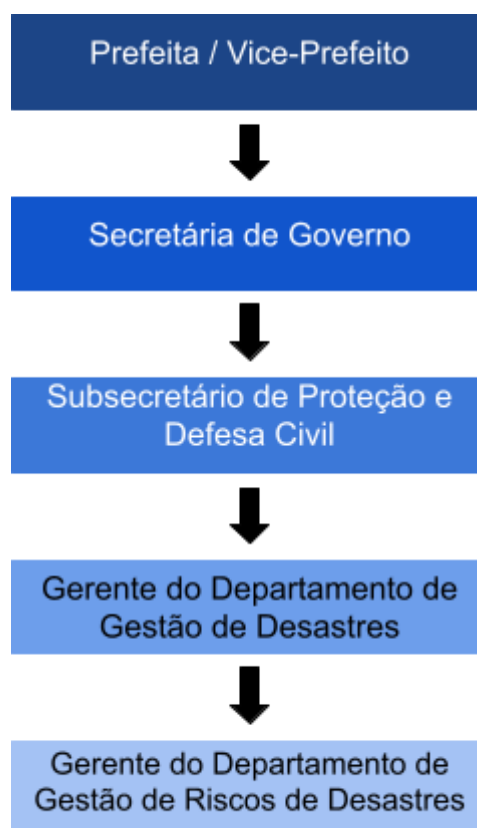 Prefeita / Vice-Prefeito
Secretária de Governo
Subsecretário de Proteção e
Defesa Civil
Gerente do Departamento de
Gestão de Desastres
Gerente do Departamento de
Gestão de Riscos de Desastres